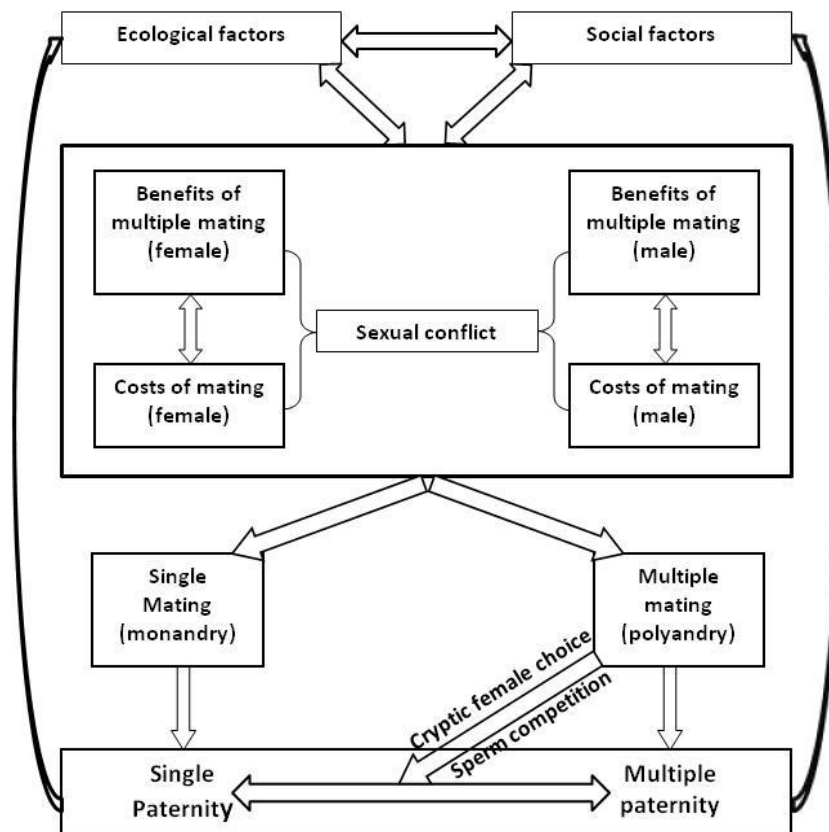 Ecological factors
Social factors
Benefits of
multiple mating
(female)
Benefits of
multiple mating
(male)
Sexual conflict
Costs of mating
(female)
Costs of mating
(male)
Single
Mating
(monandry)
Multiple
mating
(polyandry)
Cryptic female choice
Sperm competition
Single
Paternity
Multiple
paternity